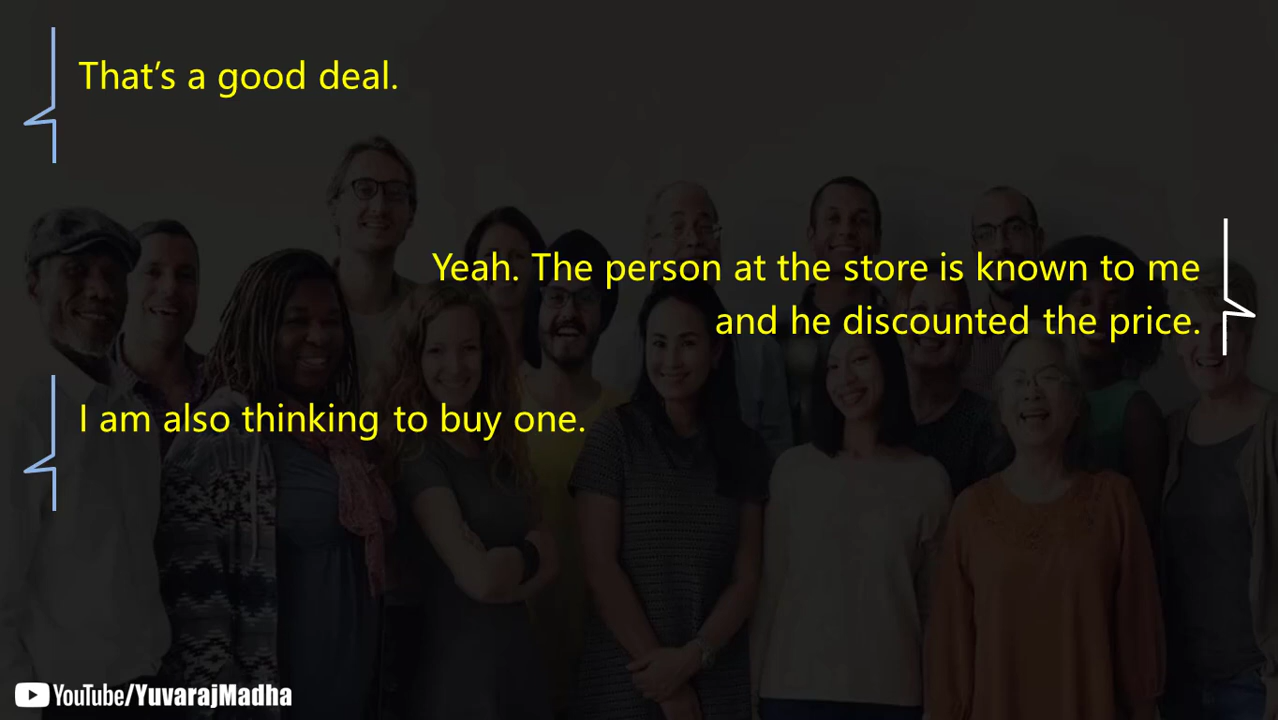 That’s a good deal.
Yeah. The person at the store is known to me
and he discounted the price.
I am also thinking to buy one.
YouTube/YuvarajMadha